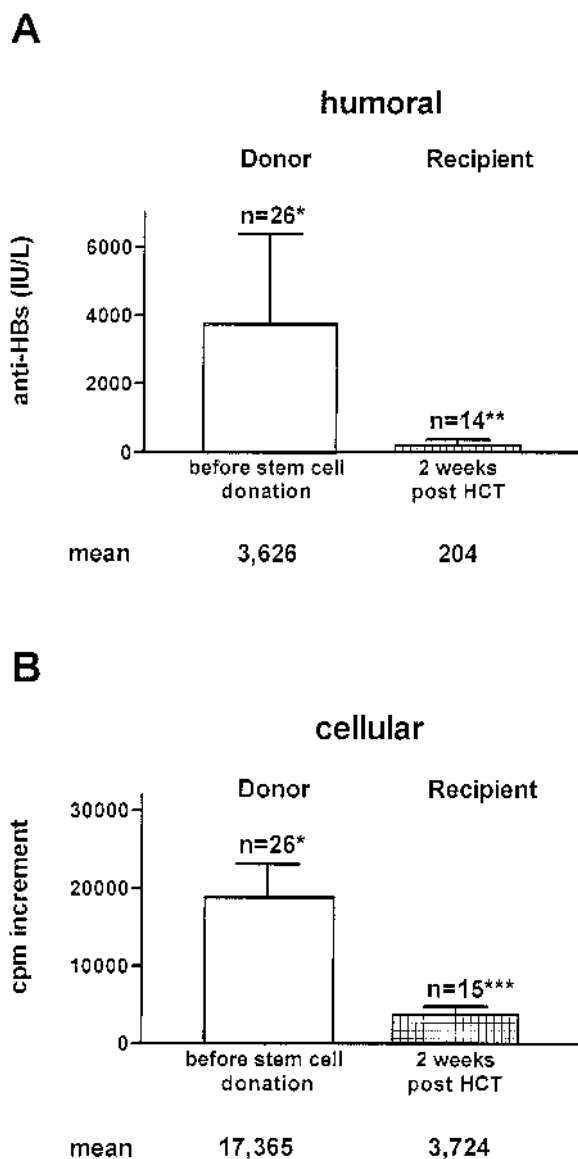 A
humoral
Donor Recipient
n=26*
6000
4000
2000
0
anti-HBs (IU/L)
n=14**
before stem cell
donation
2 weeks
post HCT
mean 3,626 204
B
cellular
Donor Recipient
n=26*
30000
20000
10000
0
cpm increment
n=15***
before stem cell
donation
2 weeks
post HCT
mean 17,365 3,724